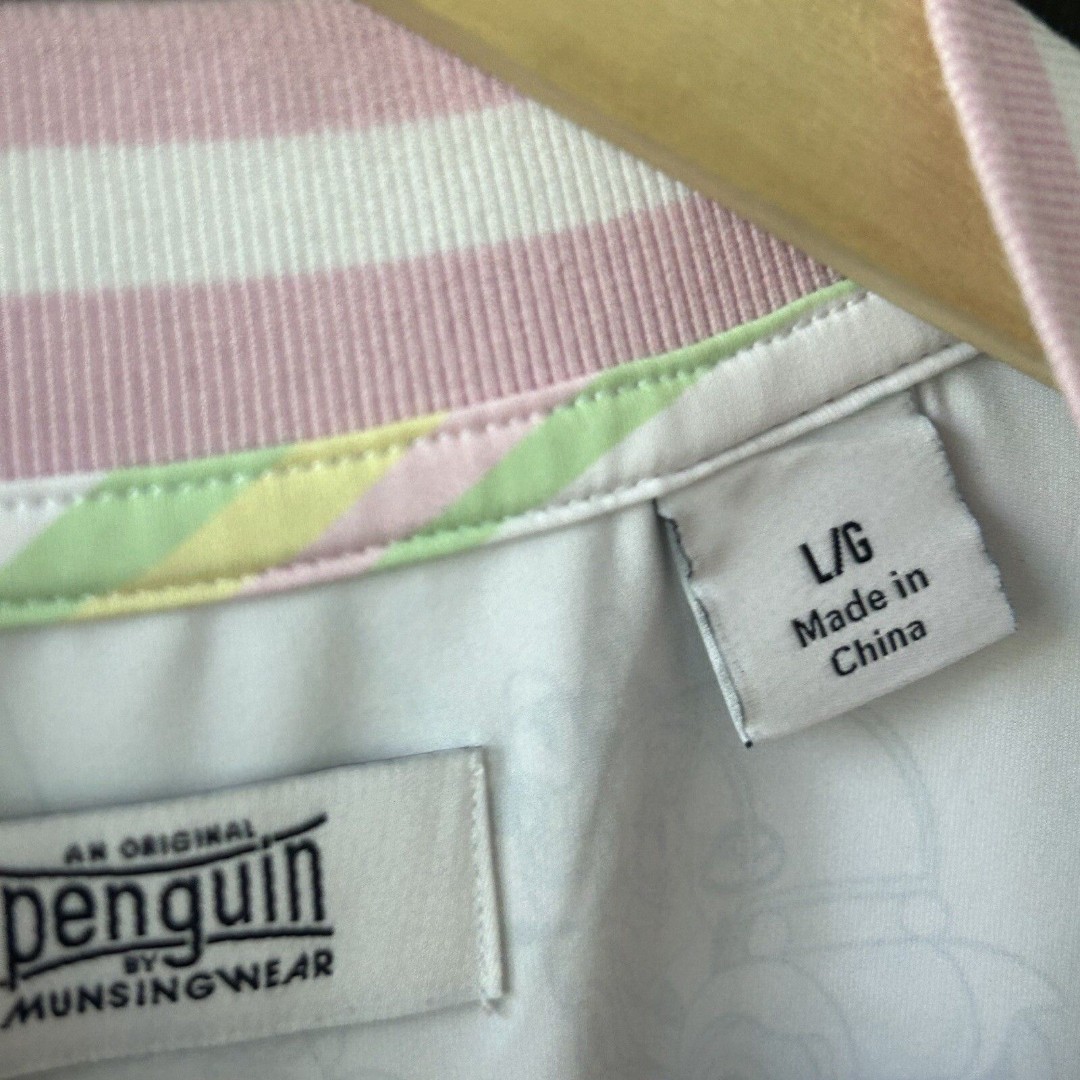 L/G
Made in
China
AN ORIGINAL
penguin
BY
MUNSINGWEAR